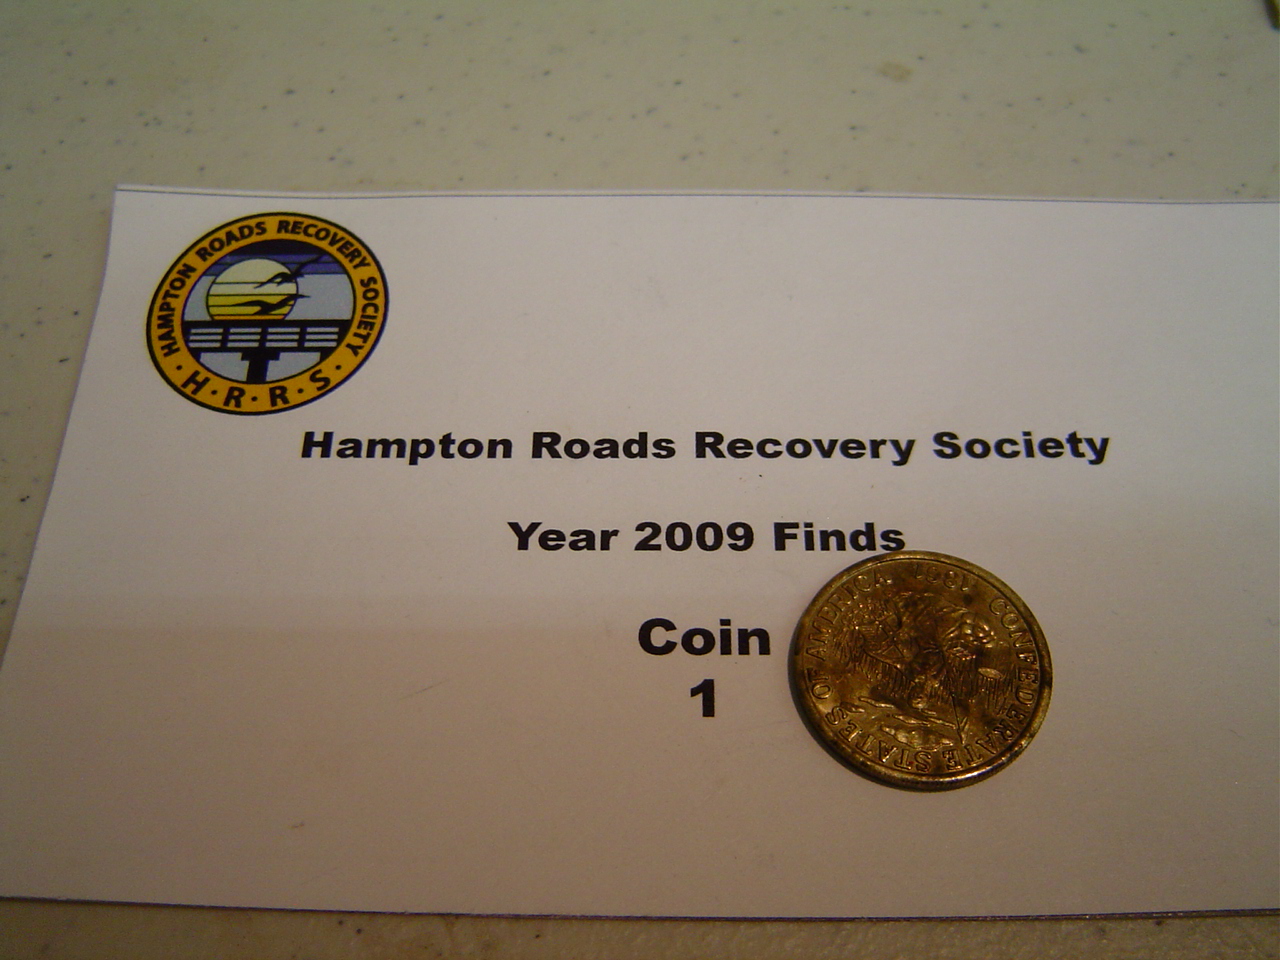 HAMPTON ROADS RECOVERY SOCIETY
· H · R · R · S ·
Hampton Roads Recovery Society
Year 2009 Finds
Coin
1
CONFEDERATE STATES OF AMERICA